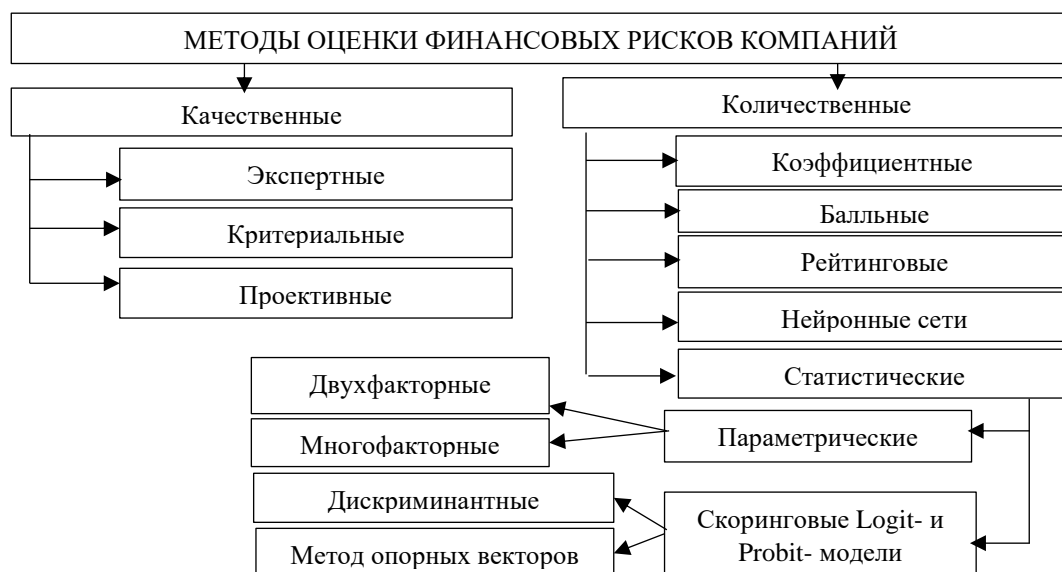 МЕТОДЫ ОЦЕНКИ ФИНАНСОВЫХ РИСКОВ КОМПАНИЙ
Качественные
Экспертные
Критериальные
Проективные
Количественные
Коэффициентные
Балльные
Рейтинговые
Нейронные сети
Статистические
Параметрические
Двухфакторные
Многофакторные
Скоринговые Logit- и
Probit- модели
Дискриминантные
Метод опорных векторов